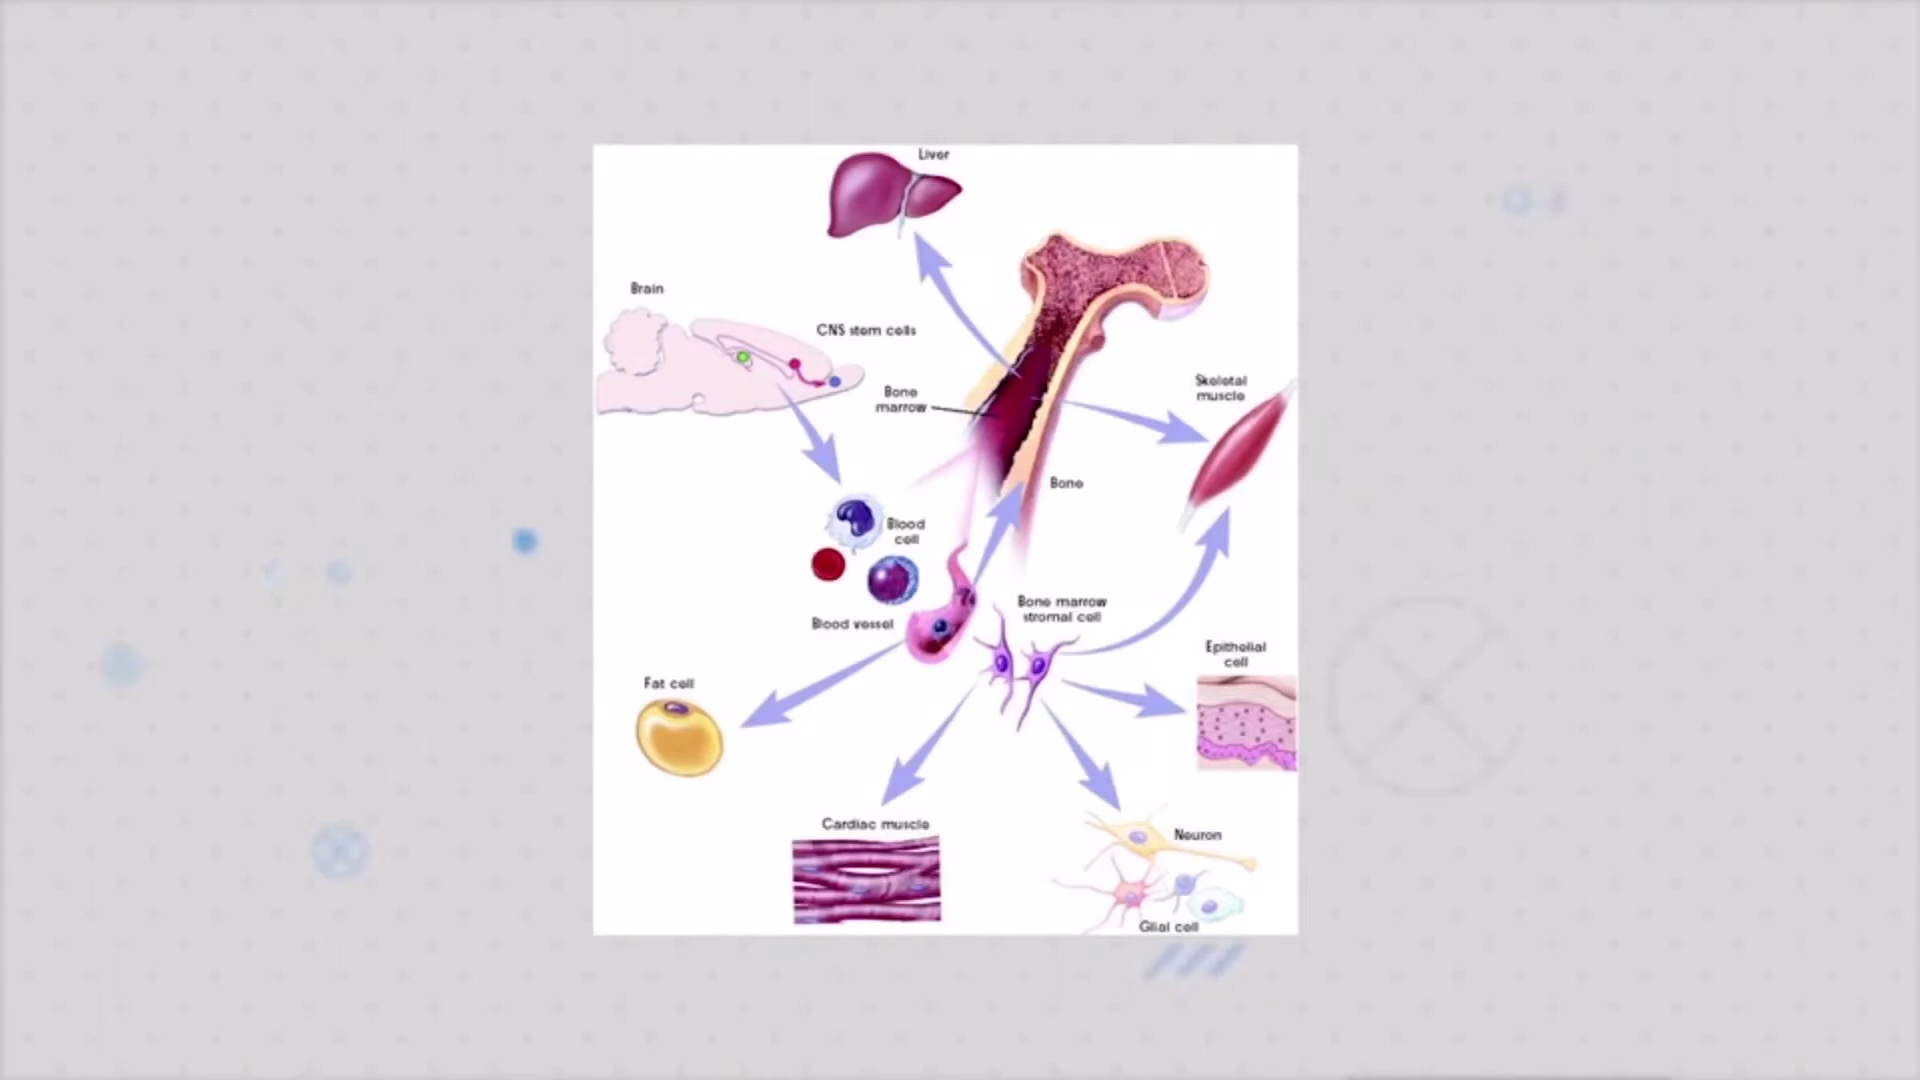 Liver
Brain
CNS stem cells
Bone
marrow
Skeletal
muscle
Bone
Blood
cell
Bone marrow
stromal cell
Blood vessel
Epithelial
cell
Fat cell
Cardiac muscle
Neuron
Glial cell